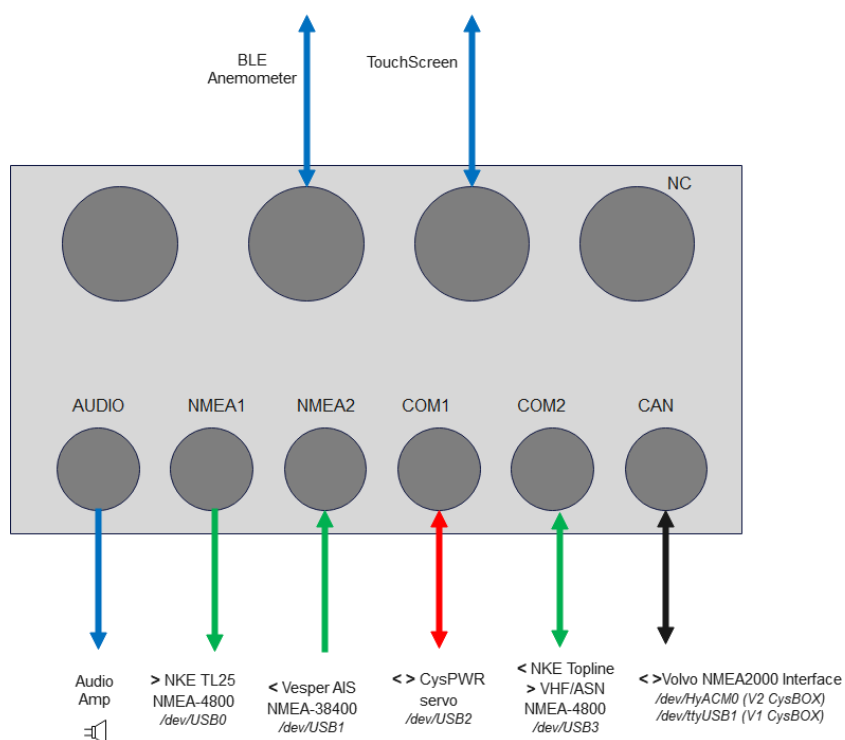 BLE
Anemometer
TouchScreen
NC
AUDIO
NMEA1
NMEA2
COM1
COM2
CAN
Audio
Amp
> NKE TL25
NMEA-4800
/dev/USB0
< Vesper AIS
NMEA-38400
/dev/USB1
< > CysPWR
servo
/dev/USB2
< NKE Topline
> VHF/ASN
NMEA-4800
/dev/USB3
< >Volvo NMEA2000 Interface
/dev/HyACM0 (V2 CysBOX)
/dev/ttyUSB1 (V1 CysBOX)